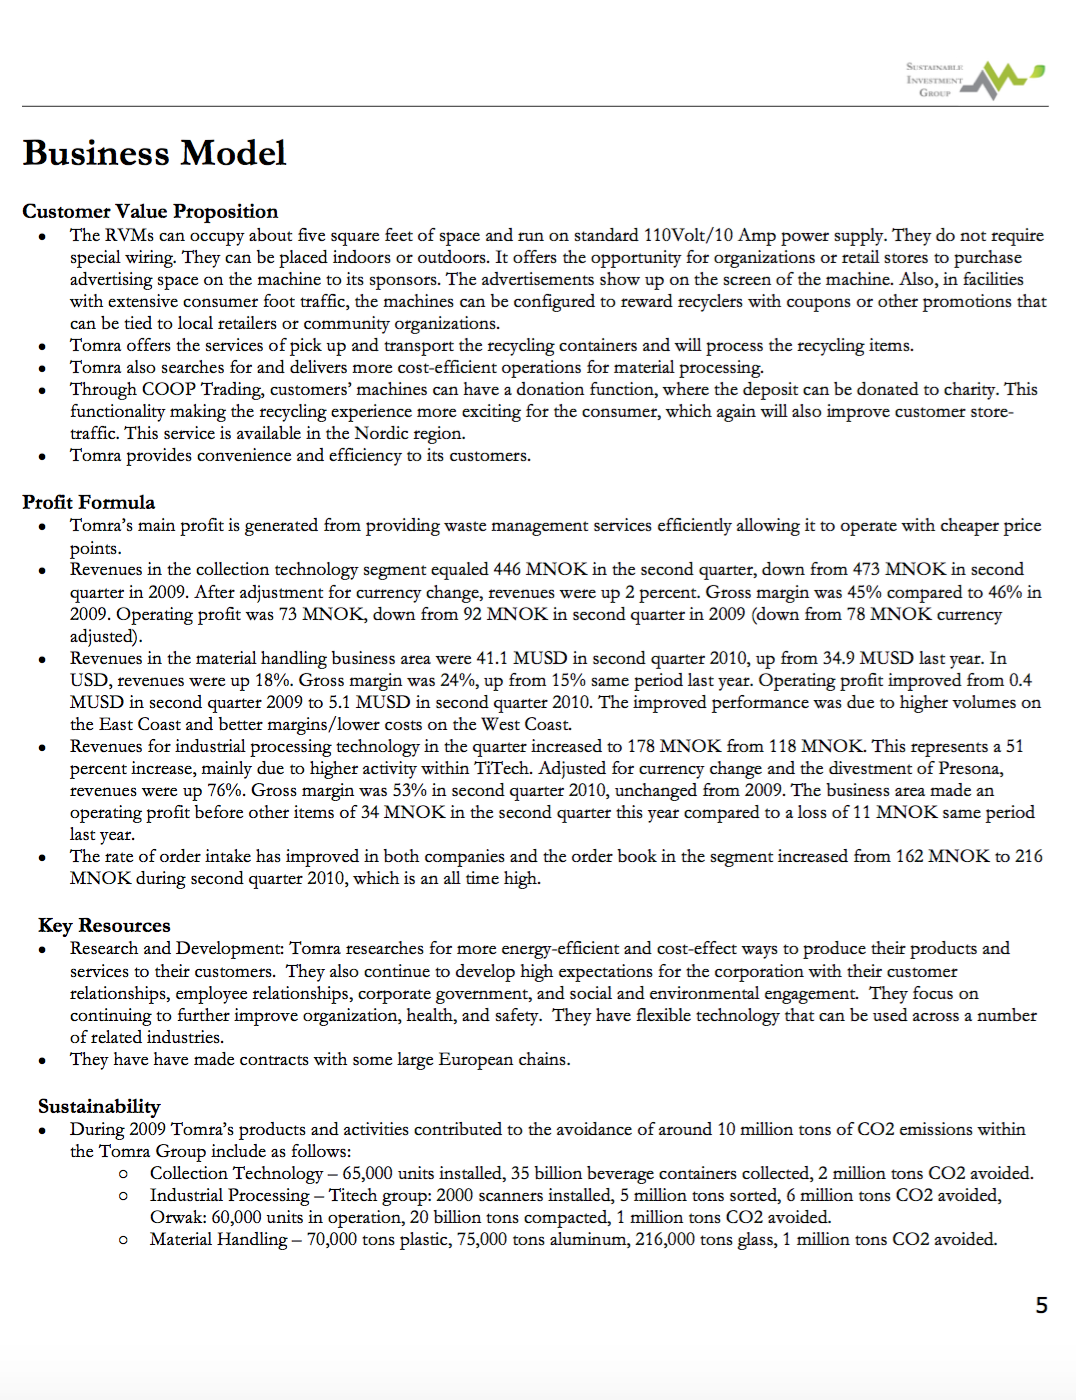 SUSTAINABLE
INVESTMENT
GROUP
Business Model
Customer Value Proposition
• The RVMs can occupy about five square feet of space and run on standard 110Volt/10 Amp power supply. They do not require
special wiring. They can be placed indoors or outdoors. It offers the opportunity for organizations or retail stores to purchase
advertising space on the machine to its sponsors. The advertisements show up on the screen of the machine. Also, in facilities
with extensive consumer foot traffic, the machines can be configured to reward recyclers with coupons or other promotions that
can be tied to local retailers or community organizations.
• Tomra offers the services of pick up and transport the recycling containers and will process the recycling items.
• Tomra also searches for and delivers more cost-efficient operations for material processing.
• Through COOP Trading, customers' machines can have a donation function, where the deposit can be donated to charity. This
functionality making the recycling experience more exciting for the consumer, which again will also improve customer store-
traffic. This service is available in the Nordic region.
• Tomra provides convenience and efficiency to its customers.
Profit Formula
• Tomra's main profit is generated from providing waste management services efficiently allowing it to operate with cheaper price
points.
• Revenues in the collection technology segment equaled 446 MNOK in the second quarter, down from 473 MNOK in second
quarter in 2009. After adjustment for currency change, revenues were up 2 percent. Gross margin was 45% compared to 46% in
2009. Operating profit was 73 MNOK, down from 92 MNOK in second quarter in 2009 (down from 78 MNOK currency
adjusted).
• Revenues in the material handling business area were 41.1 MUSD in second quarter 2010, up from 34.9 MUSD last year. In
USD, revenues were up 18%. Gross margin was 24%, up from 15% same period last year. Operating profit improved from 0.4
MUSD in second quarter 2009 to 5.1 MUSD in second quarter 2010. The improved performance was due to higher volumes on
the East Coast and better margins/lower costs on the West Coast.
• Revenues for industrial processing technology in the quarter increased to 178 MNOK from 118 MNOK. This represents a 51
percent increase, mainly due to higher activity within TiTech. Adjusted for currency change and the divestment of Presona,
revenues were up 76%. Gross margin was 53% in second quarter 2010, unchanged from 2009. The business area made an
operating profit before other items of 34 MNOK in the second quarter this year compared to a loss of 11 MNOK same period
last year.
• The rate of order intake has improved in both companies and the order book in the segment increased from 162 MNOK to 216
MNOK during second quarter 2010, which is an all time high.
Key Resources
• Research and Development: Tomra researches for more energy-efficient and cost-effect ways to produce their products and
services to their customers. They also continue to develop high expectations for the corporation with their customer
relationships, employee relationships, corporate government, and social and environmental engagement. They focus on
continuing to further improve organization, health, and safety. They have flexible technology that can be used across a number
of related industries.
• They have have made contracts with some large European chains.
Sustainability
• During 2009 Tomra's products and activities contributed to the avoidance of around 10 million tons of CO2 emissions within
the Tomra Group include as follows:
o Collection Technology – 65,000 units installed, 35 billion beverage containers collected, 2 million tons CO2 avoided.
o Industrial Processing – Titech group: 2000 scanners installed, 5 million tons sorted, 6 million tons CO2 avoided,
Orwak: 60,000 units in operation, 20 billion tons compacted, 1 million tons CO2 avoided.
o Material Handling – 70,000 tons plastic, 75,000 tons aluminum, 216,000 tons glass, 1 million tons CO2 avoided.
5